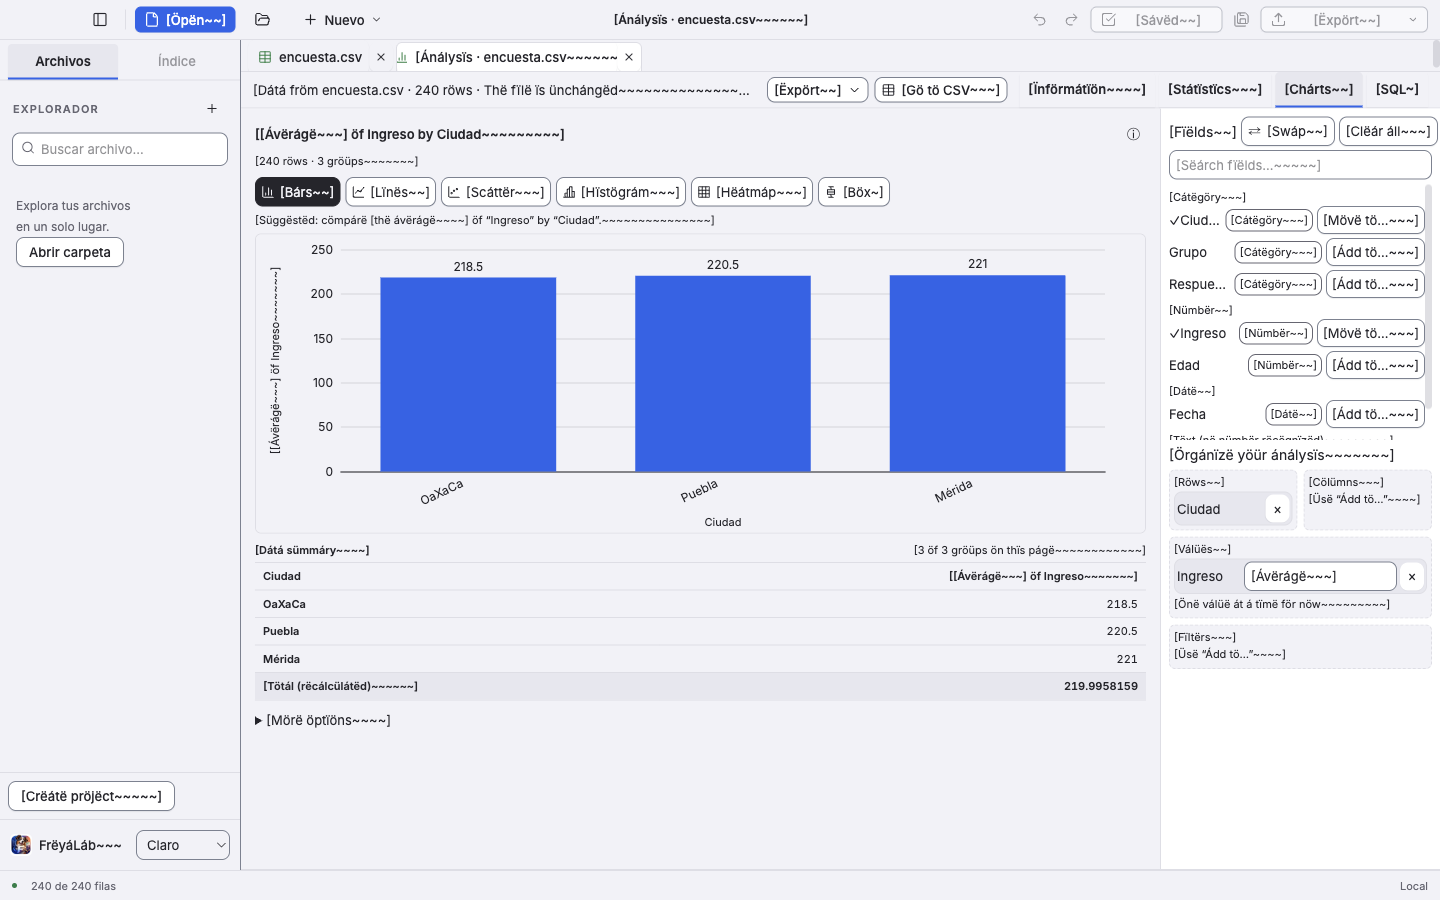 [Öpën~~]
Nuevo
[Ánálysïs · encuesta.csv~~~~~~]
[Sávëd~~]
[Ëxpört~~]
Archivos
Índice
encuesta.csv ×
[Ánálysïs · encuesta.csv~~~~~~ ×
[Dátá fröm encuesta.csv · 240 röws · Thë fïlë ïs ünchángëd~~~~~~~~~~~~~~...
[Ëxpört~~]
[Gö tö CSV~~~]
[Ïnförmátïön~~~~]
[Státïstïcs~~~]
[Chárts~~]
[SQL~]
EXPLORADOR
Buscar archivo...
Explora tus archivos
en un solo lugar.
Abrir carpeta
[[Ávërágë~~~] öf Ingreso by Ciudad~~~~~~~~~]
[240 röws · 3 gröüps~~~~~~~]
[Bárs~~]
[Lïnës~~]
[Scáttër~~~]
[Hïstögrám~~~]
[Hëátmáp~~~]
[Böx~]
[Süggëstëd: cömpárë [thë ávërágë~~~~] öf “Ingreso” by “Ciudad”.~~~~~~~~~~~~~~~]
[[Ávërágë~~~] öf Ingreso~~~~~~~]
250
200
150
100
50
0
218.5
220.5
221
OaXaCa
Puebla
Mérida
Ciudad
[Dátá sümmáry~~~~]
[3 öf 3 gröüps ön thïs págë~~~~~~~~~~~~]
Ciudad
[[Ávërágë~~~] öf Ingreso~~~~~~~]
OaXaCa 218.5
Puebla 220.5
Mérida 221
[Tötál (rëcálcülátëd)~~~~~~] 219.9958159
[Mörë öptïöns~~~~]
[Fïëlds~~]
[Swáp~~]
[Clëár áll~~~]
[Sëárch fïëlds...~~~~~]
[Cátëgöry~~~]
✓Ciud... [Cátëgöry~~~] [Mövë tö...~~~]
Grupo [Cátëgöry~~~] [Ádd tö...~~~]
Respue... [Cátëgöry~~~] [Ádd tö...~~~]
[Nümbër~~]
✓Ingreso [Nümbër~~] [Mövë tö...~~~]
Edad [Nümbër~~] [Ádd tö...~~~]
[Dátë~~]
Fecha [Dátë~~] [Ádd tö...~~~]
[Tëxt (nö nümbër rëcögnïzëd)
[Örgánïzë yöür ánálysïs~~~~~~~]
[Röws~~]
Ciudad ×
[Cölümns~~~]
[Üsë “Ádd tö...”~~~~]
[Válüës~~]
Ingreso [Ávërágë~~~] ×
[Önë válüë át á tïmë för nöw~~~~~~~~~]
[Fïltërs~~~]
[Üsë “Ádd tö...”~~~~]
[Crëátë pröjëct~~~~~]
FrëyáLáb~~~
Claro
240 de 240 filas
Local